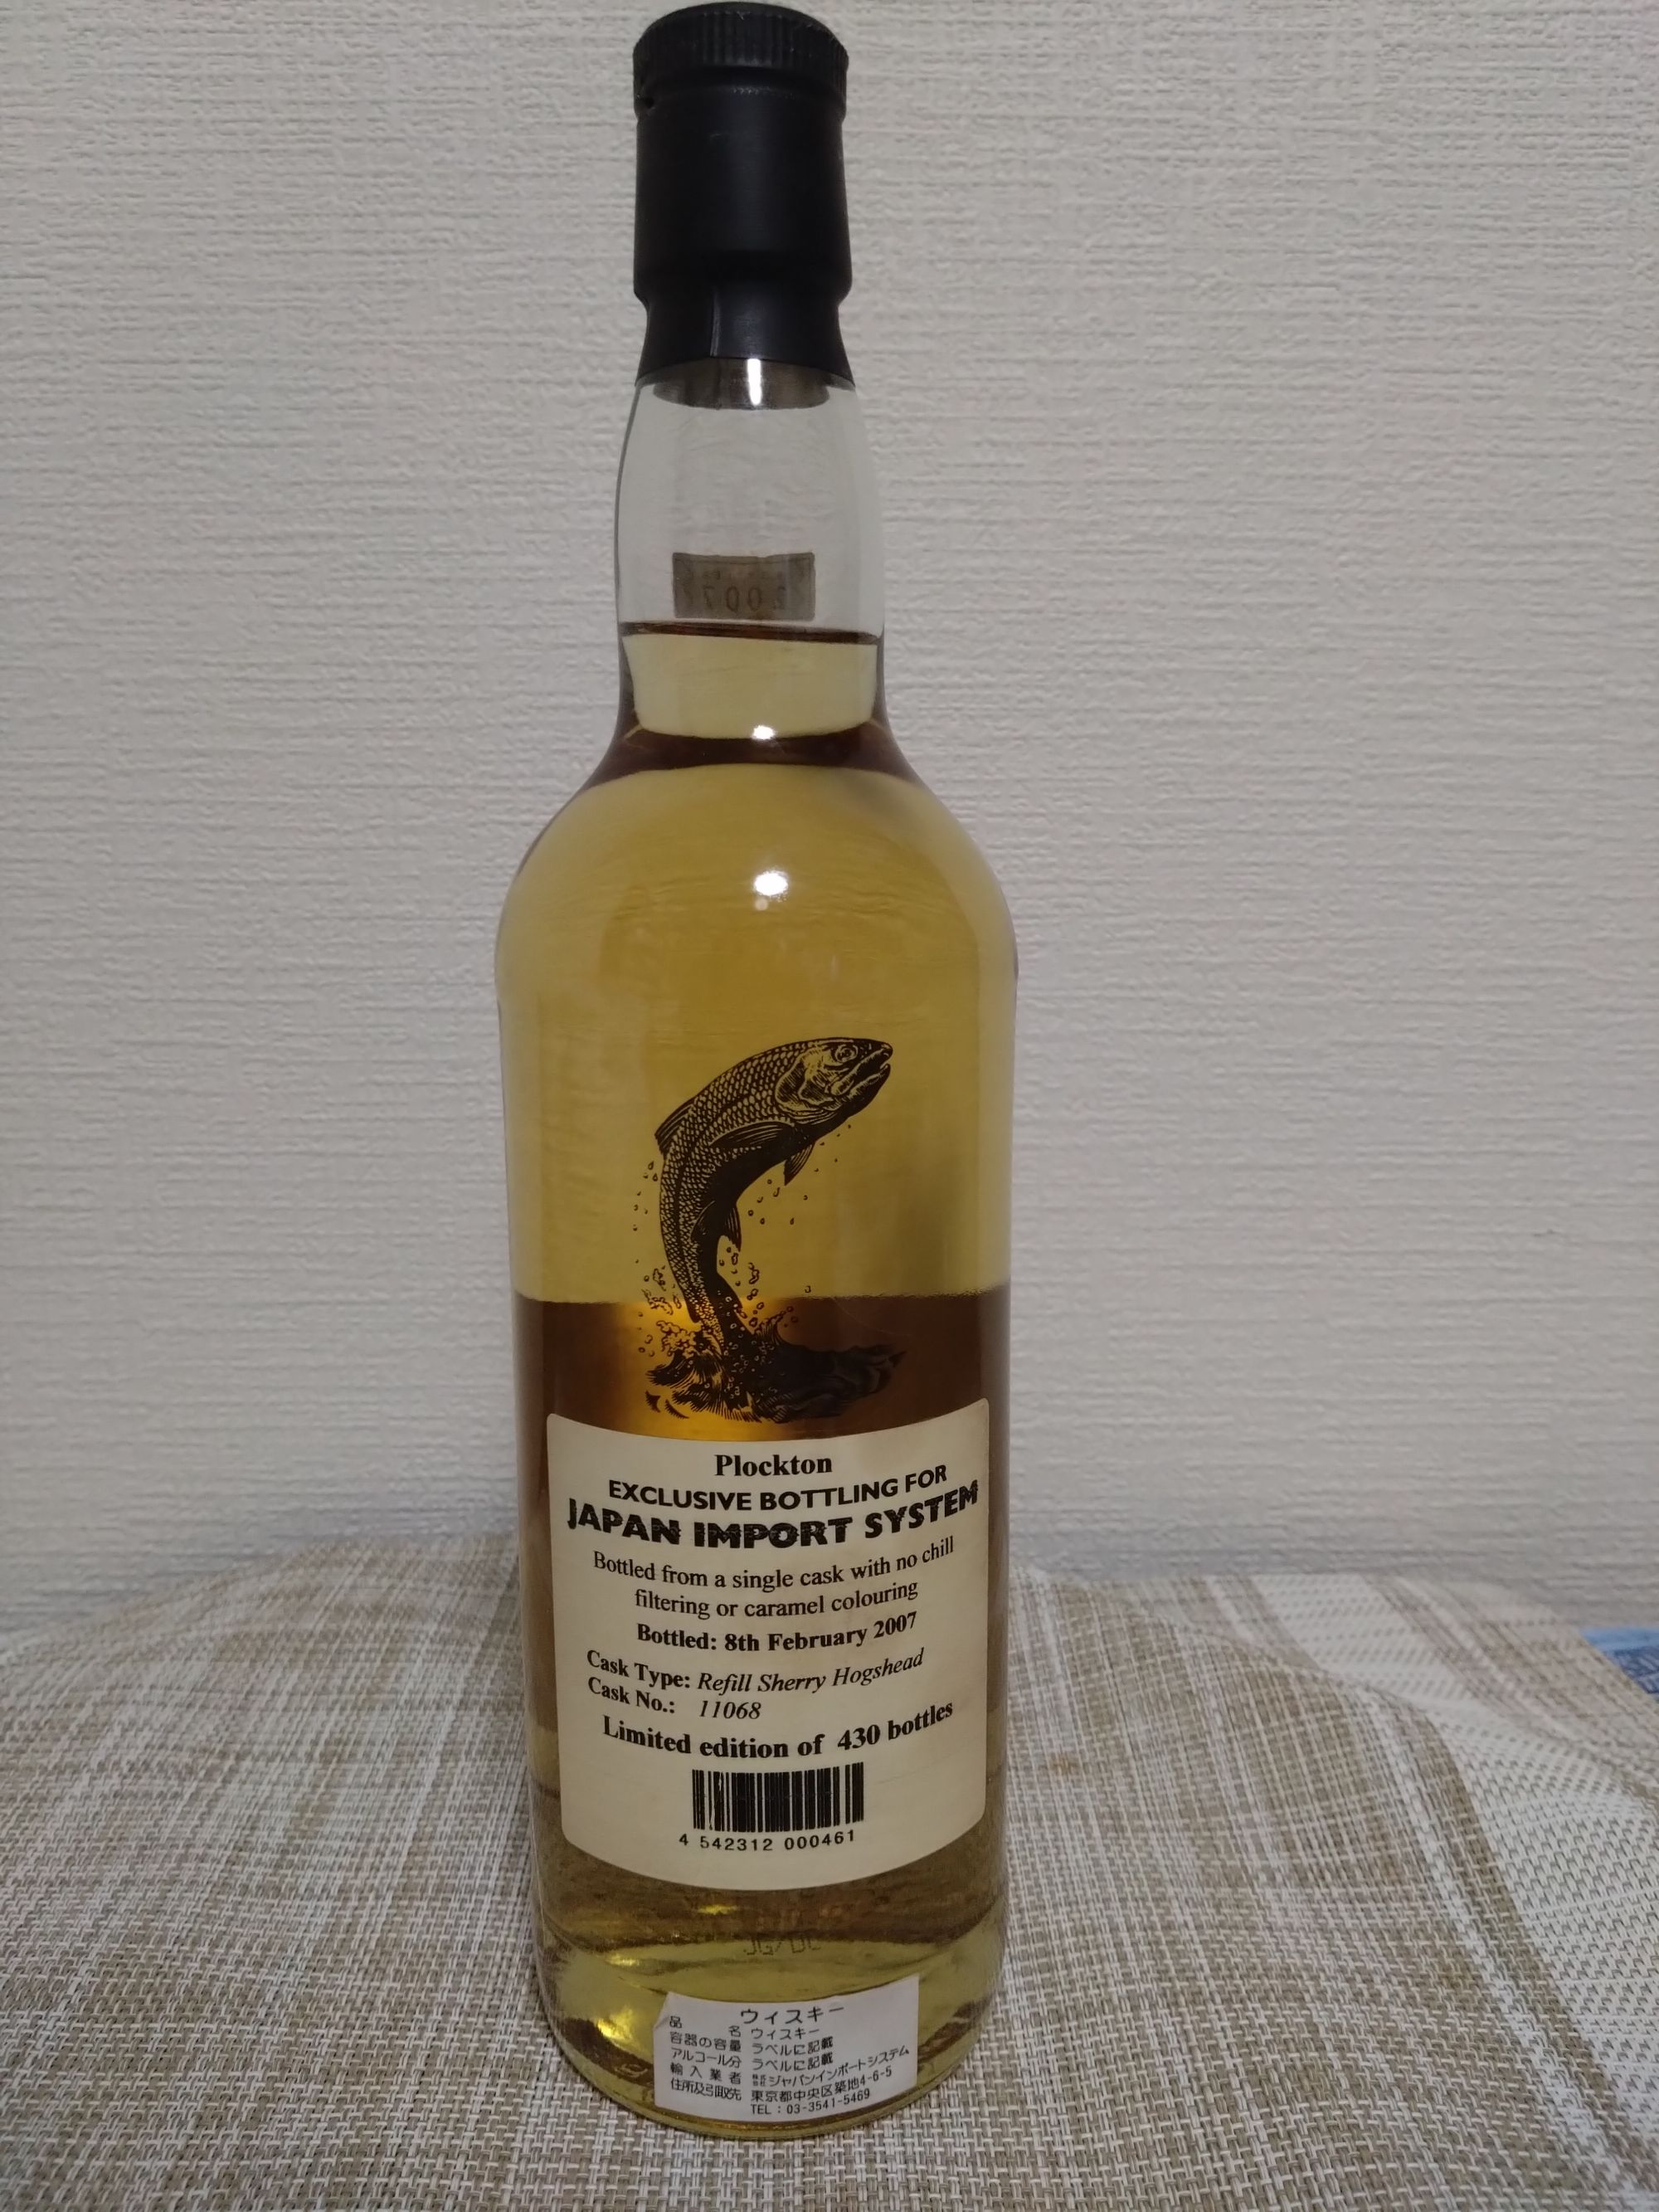 2007
Plockton
EXCLUSIVE BOTTLING FOR
JAPAN IMPORT SYSTEM
Bottled from a single cask with no chill
filtering or caramel colouring
Bottled: 8th February 2007
Cask Type: Refill Sherry Hogshead
Cask No.: 11068
Limited edition of 430 bottles
4 542312 000461
ウィスキー
品名 ウィスキー
容器の容量 ラベルに記載
アルコール分 ラベルに記載
輸入業者 株式会社ジャパンインポートシステム
住所及引取先 東京都中央区築地4-6-5
TEL : 03-3541-5469